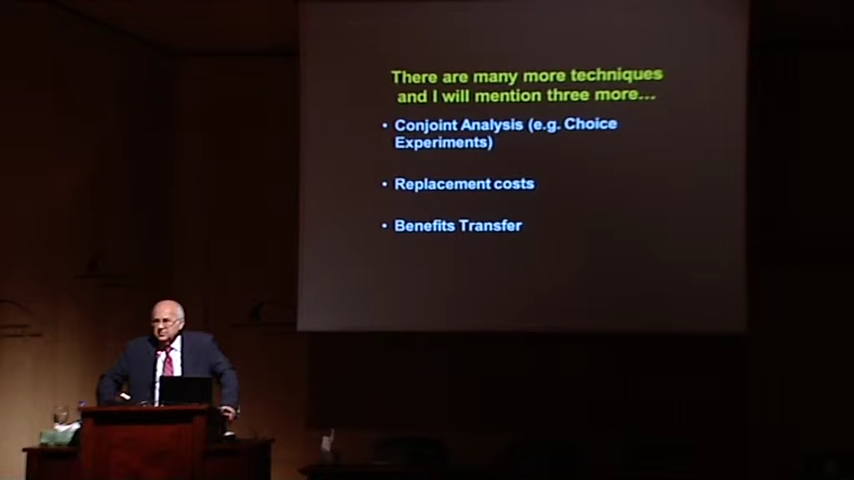 There are many more techniques
and I will mention three more...
• Conjoint Analysis (e.g. Choice
Experiments)
• Replacement costs
• Benefits Transfer